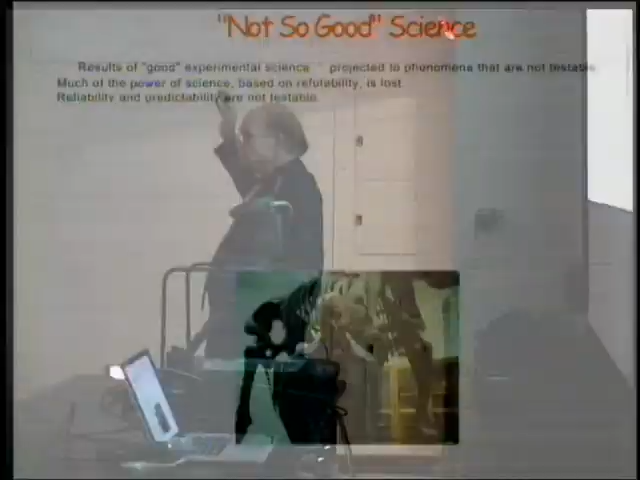 "Not So Good" Science
Results of "good" experimental science projected to phenomena that are not testable.
Much of the power of science, based on refutability, is lost
Reliability and predictability are not testable.